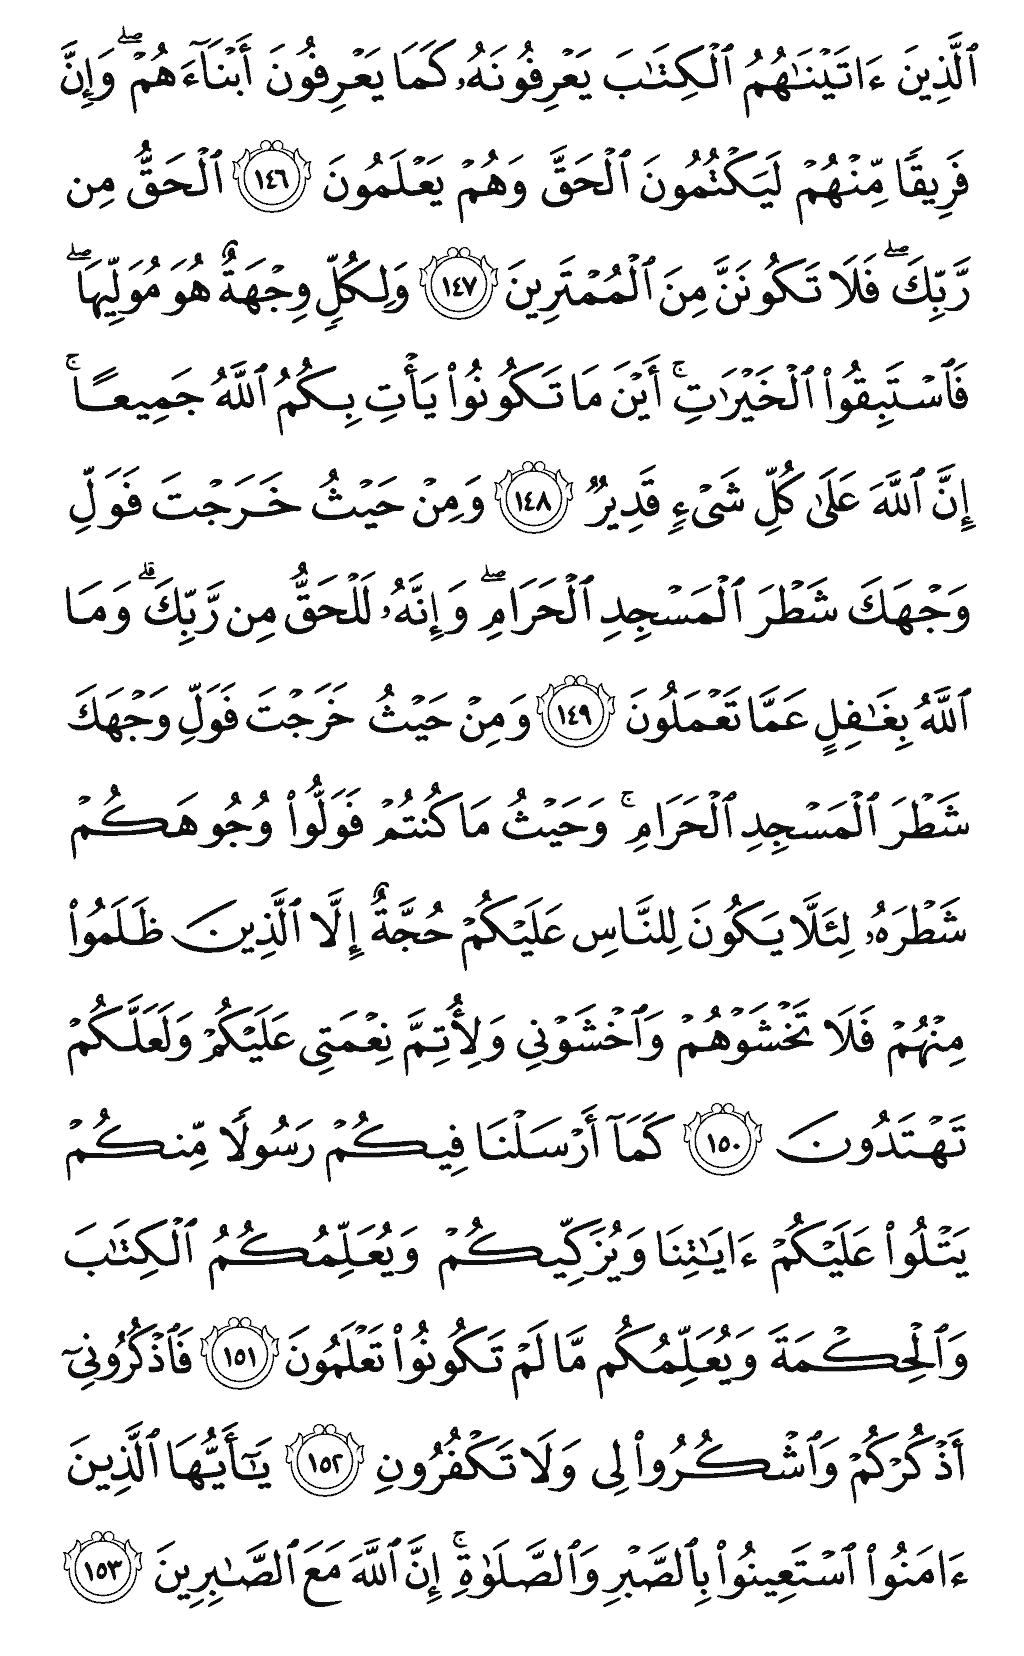 ٱلَّذِينَ ءَاتَيۡنَٰهُمُ ٱلۡكِتَٰبَ يَعۡرِفُونَهُۥ كَمَا يَعۡرِفُونَ أَبۡنَآءَهُمۡۖ وَإِنَّ
فَرِيقٗا مِّنۡهُمۡ لَيَكۡتُمُونَ ٱلۡحَقَّ وَهُمۡ يَعۡلَمُونَ ١٤٦ ٱلۡحَقُّ مِن
رَّبِّكَۖ فَلَا تَكُونَنَّ مِنَ ٱلۡمُمۡتَرِينَ ١٤٧ وَلِكُلّٖ وِجۡهَةٌ هُوَ مُوَلِّيهَاۖ
فَٱسۡتَبِقُواْ ٱلۡخَيۡرَٰتِۚ أَيۡنَ مَا تَكُونُواْ يَأۡتِ بِكُمُ ٱللَّهُ جَمِيعًاۚ
إِنَّ ٱللَّهَ عَلَىٰ كُلِّ شَيۡءٖ قَدِيرٞ ١٤٨ وَمِنۡ حَيۡثُ خَرَجۡتَ فَوَلِّ
وَجۡهَكَ شَطۡرَ ٱلۡمَسۡجِدِ ٱلۡحَرَامِۖ وَإِنَّهُۥ لَلۡحَقُّ مِن رَّبِّكَۗ وَمَا
ٱللَّهُ بِغَٰفِلٍ عَمَّا تَعۡمَلُونَ ١٤٩ وَمِنۡ حَيۡثُ خَرَجۡتَ فَوَلِّ وَجۡهَكَ
شَطۡرَ ٱلۡمَسۡجِدِ ٱلۡحَرَامِۚ وَحَيۡثُ مَا كُنتُمۡ فَوَلُّواْ وُجُوهَكُمۡ
شَطۡرَهُۥ لِئَلَّا يَكُونَ لِلنَّاسِ عَلَيۡكُمۡ حُجَّةٌ إِلَّا ٱلَّذِينَ ظَلَمُواْ
مِنۡهُمۡ فَلَا تَخۡشَوۡهُمۡ وَٱخۡشَوۡنِي وَلِأُتِمَّ نِعۡمَتِي عَلَيۡكُمۡ وَلَعَلَّكُمۡ
تَهۡتَدُونَ ١٥٠ كَمَآ أَرۡسَلۡنَا فِيكُمۡ رَسُولٗا مِّنكُمۡ
يَتۡلُواْ عَلَيۡكُمۡ ءَايَٰتِنَا وَيُزَكِّيكُمۡ وَيُعَلِّمُكُمُ ٱلۡكِتَٰبَ
وَٱلۡحِكۡمَةَ وَيُعَلِّمُكُم مَّا لَمۡ تَكُونُواْ تَعۡلَمُونَ ١٥١ فَٱذۡكُرُونِيٓ
أَذۡكُرۡكُمۡ وَٱشۡكُرُواْ لِي وَلَا تَكۡفُرُونِ ١٥٢ يَٰٓأَيُّهَا ٱلَّذِينَ
ءَامَنُواْ ٱسۡتَعِينُواْ بِٱلصَّبۡرِ وَٱلصَّلَوٰةِۚ إِنَّ ٱللَّهَ مَعَ ٱلصَّٰبِرِينَ ١٥٣